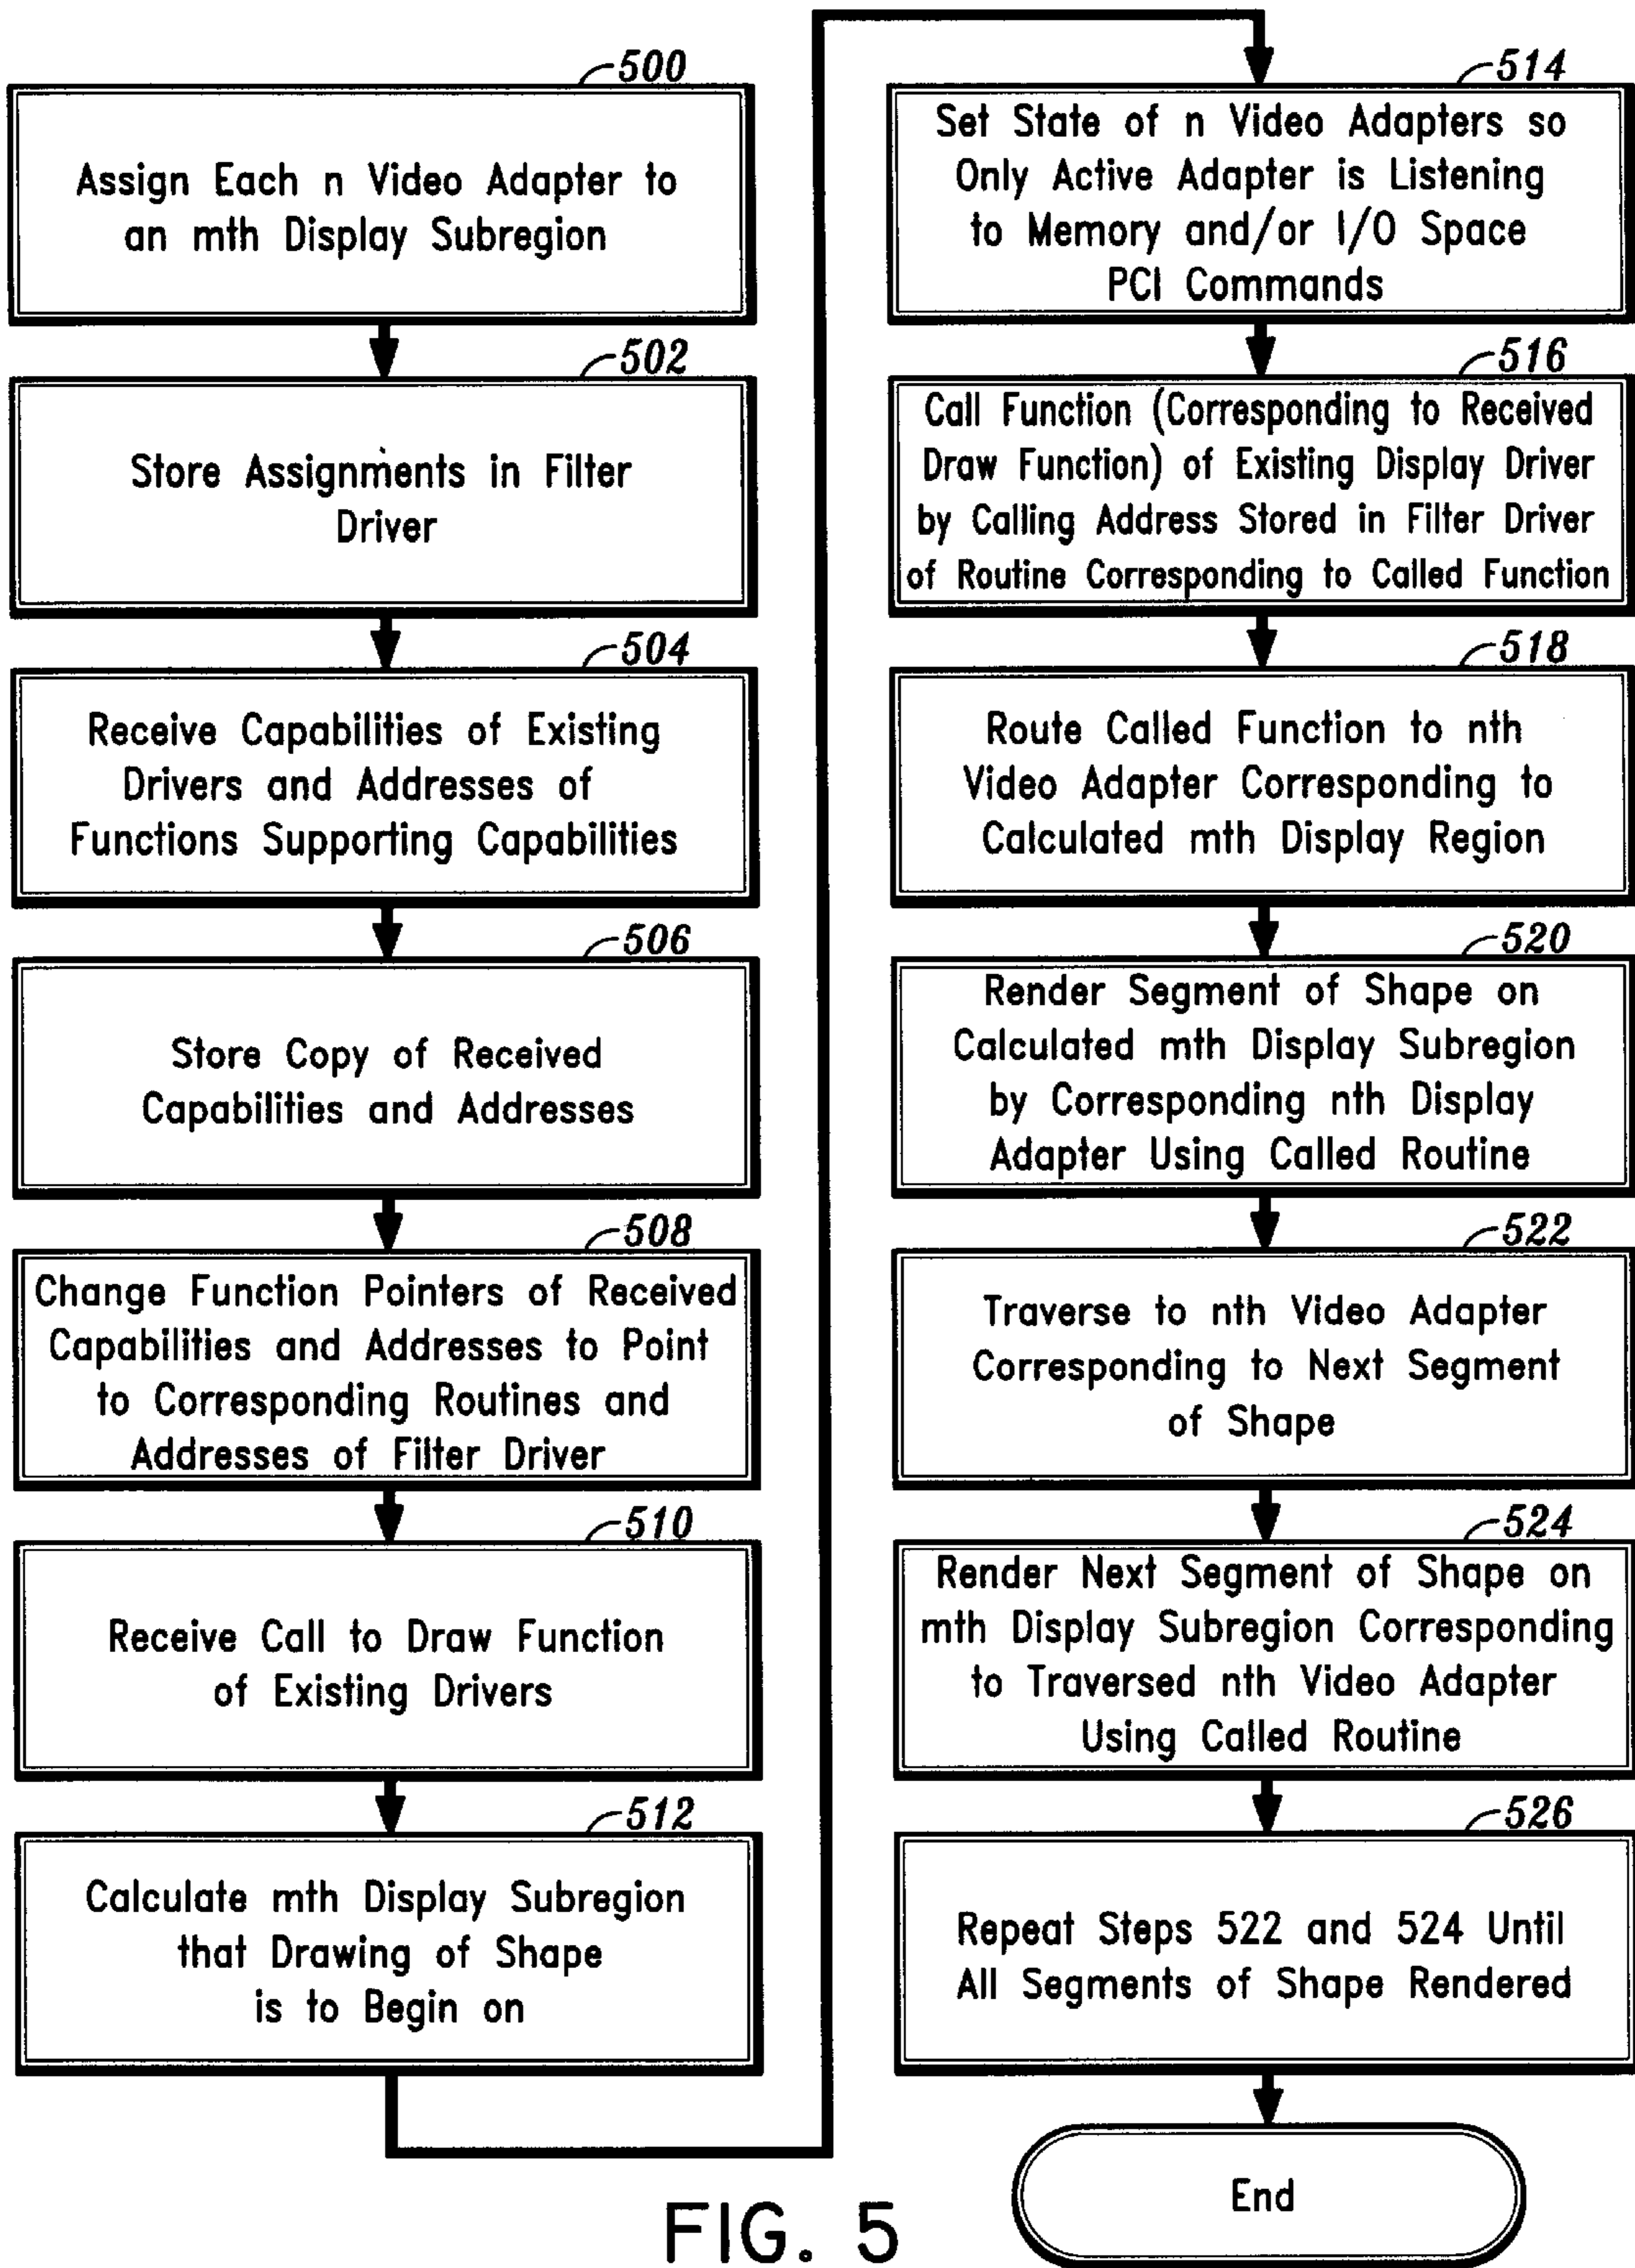 500
Assign Each n Video Adapter to
an mth Display Subregion
502
Store Assignments in Filter
Driver
504
Receive Capabilities of Existing
Drivers and Addresses of
Functions Supporting Capabilities
506
Store Copy of Received
Capabilities and Addresses
508
Change Function Pointers of Received
Capabilities and Addresses to Point
to Corresponding Routines and
Addresses of Filter Driver
510
Receive Call to Draw Function
of Existing Drivers
512
Calculate mth Display Subregion
that Drawing of Shape
is to Begin on
514
Set State of n Video Adapters so
Only Active Adapter is Listening
to Memory and/or I/O Space
PCI Commands
516
Call Function (Corresponding to Received
Draw Function) of Existing Display Driver
by Calling Address Stored in Filter Driver
of Routine Corresponding to Called Function
518
Route Called Function to nth
Video Adapter Corresponding to
Calculated mth Display Region
520
Render Segment of Shape on
Calculated mth Display Subregion
by Corresponding nth Display
Adapter Using Called Routine
522
Traverse to nth Video Adapter
Corresponding to Next Segment
of Shape
524
Render Next Segment of Shape on
mth Display Subregion Corresponding
to Traversed nth Video Adapter
Using Called Routine
526
Repeat Steps 522 and 524 Until
All Segments of Shape Rendered
End
FIG. 5